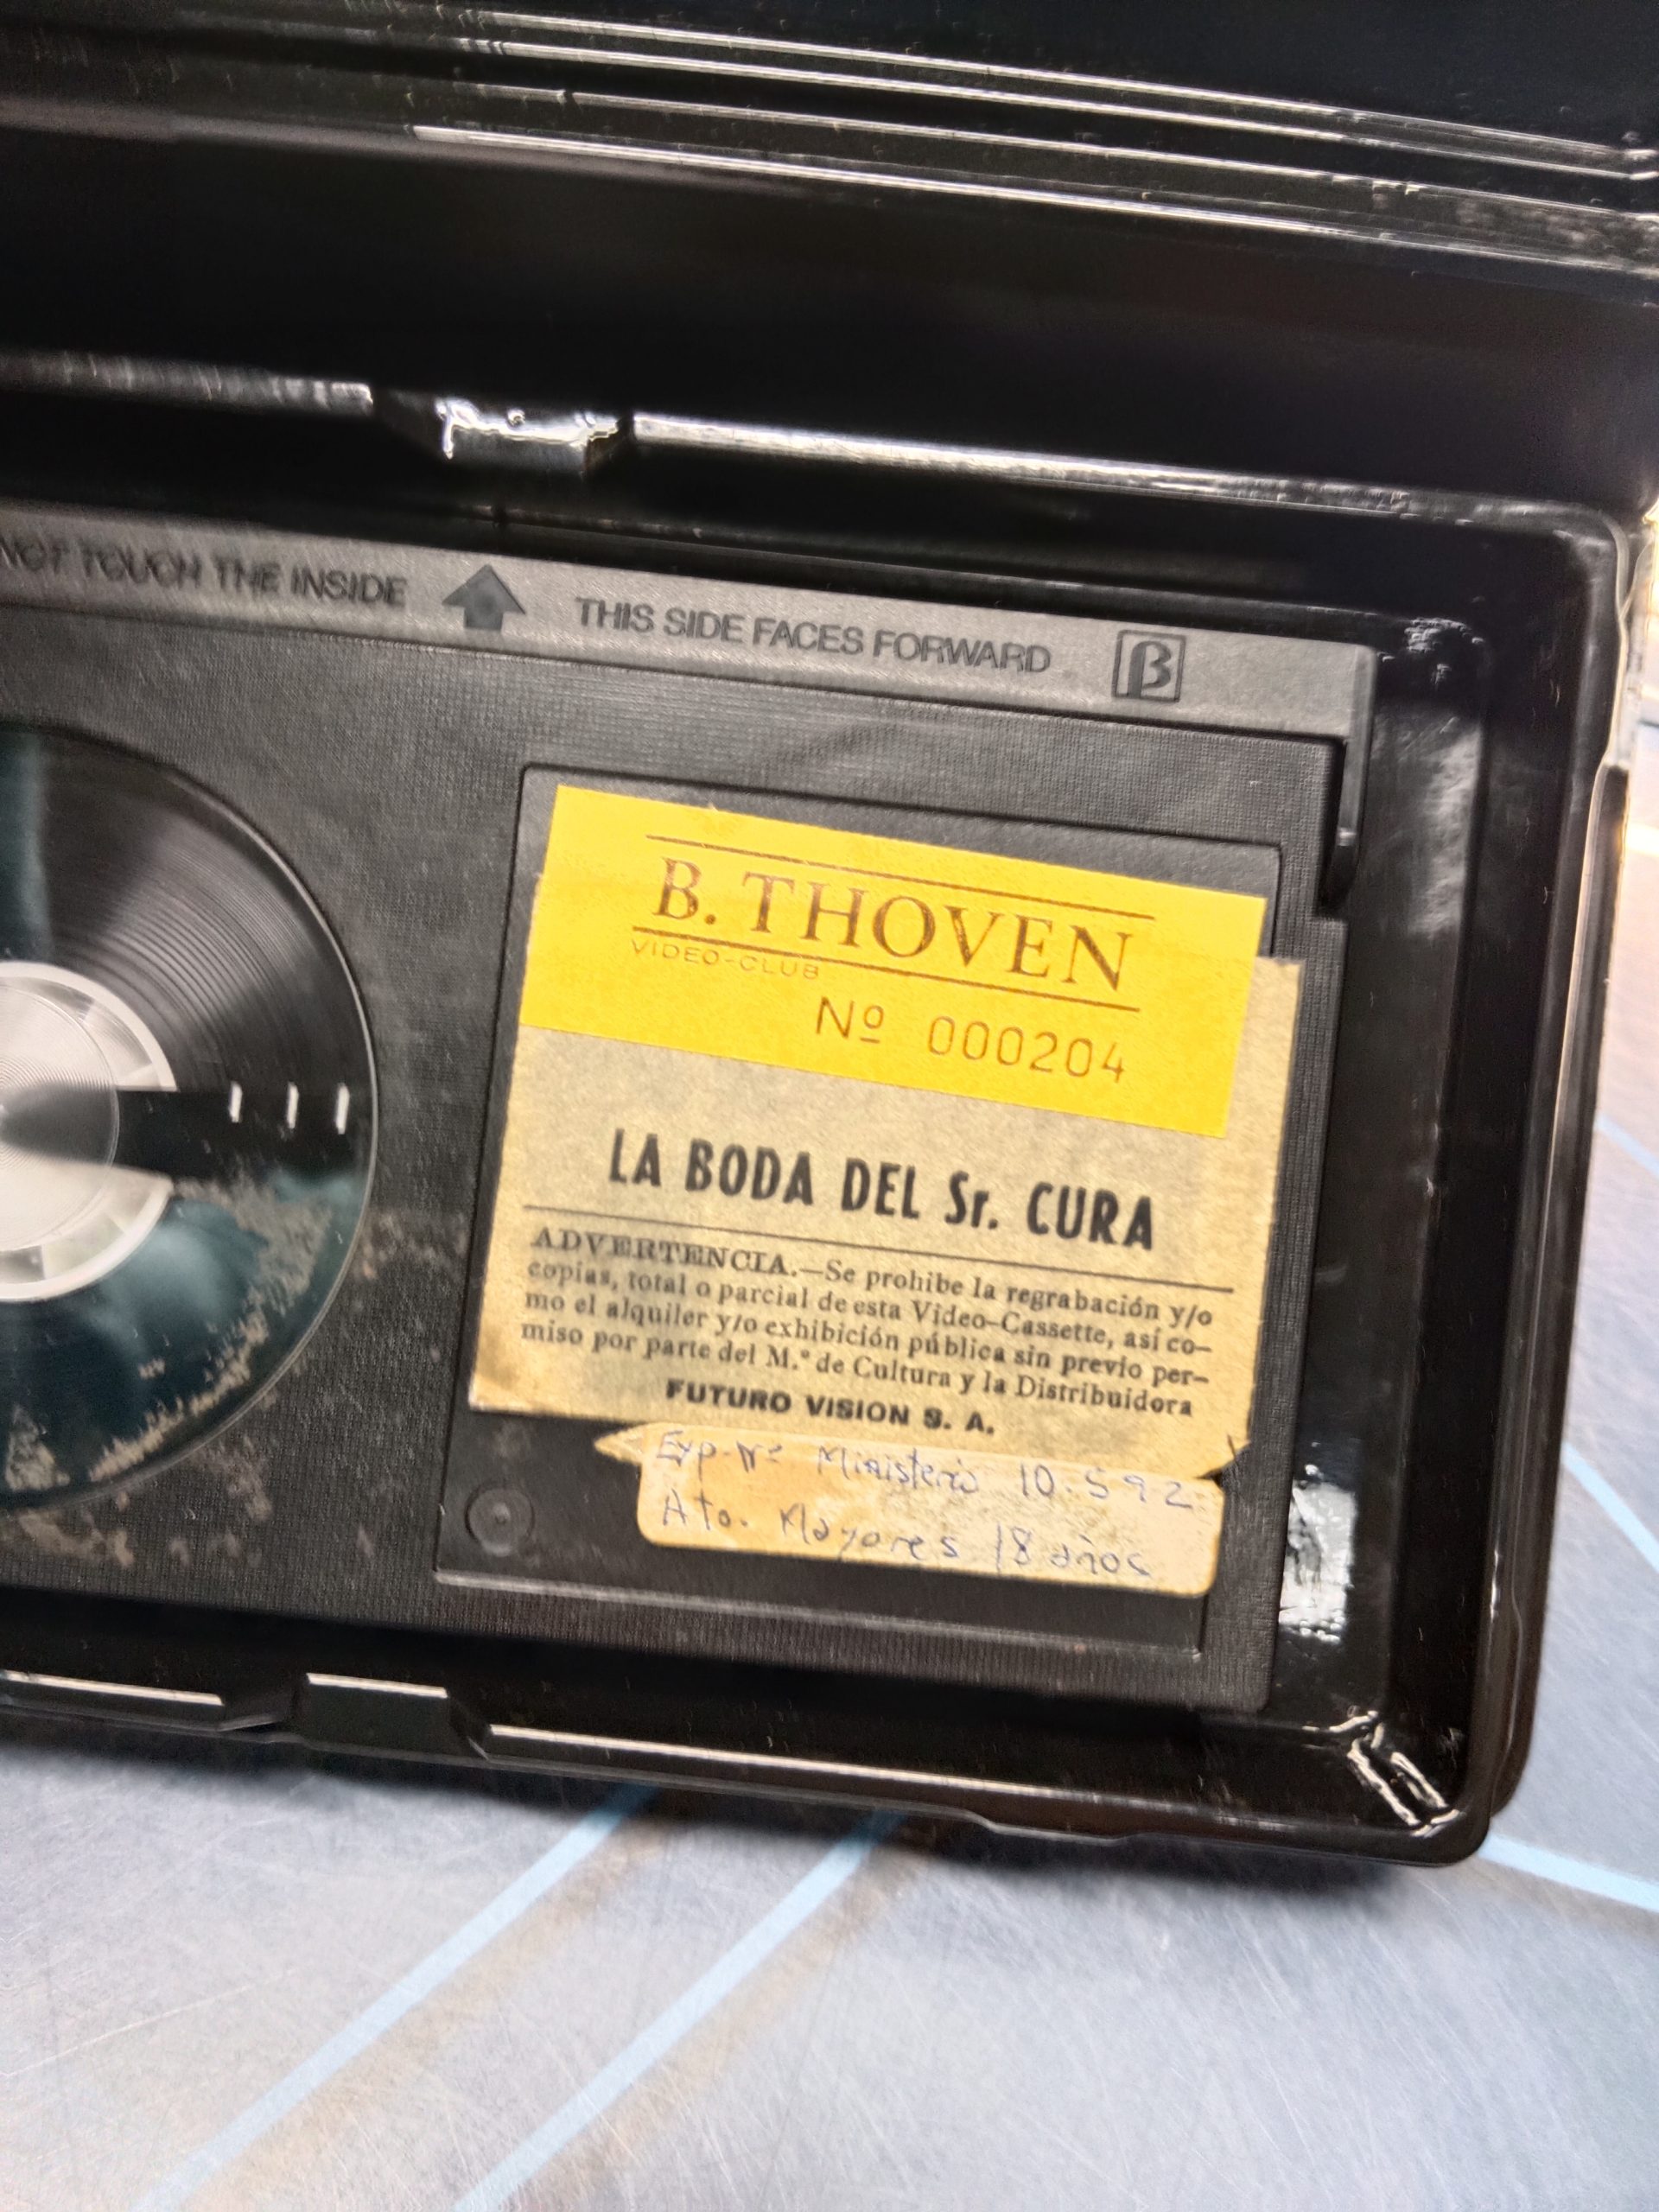 NOT TOUCH THE INSIDE THIS SIDE FACES FORWARD β
B. THOVEN
VIDEO-CLUB
Nº 000204
LA BODA DEL Sr. CURA
ADVERTENCIA.—Se prohibe la regrabación y/o
copias, total o parcial de esta Video-Cassette, así co-
mo el alquiler y/o exhibición pública sin previo per-
miso por parte del M.º de Cultura y la Distribuidora
FUTURO VISION S. A.
Exp. Nº Ministerio 10.592
Ato. Mayores 18 años